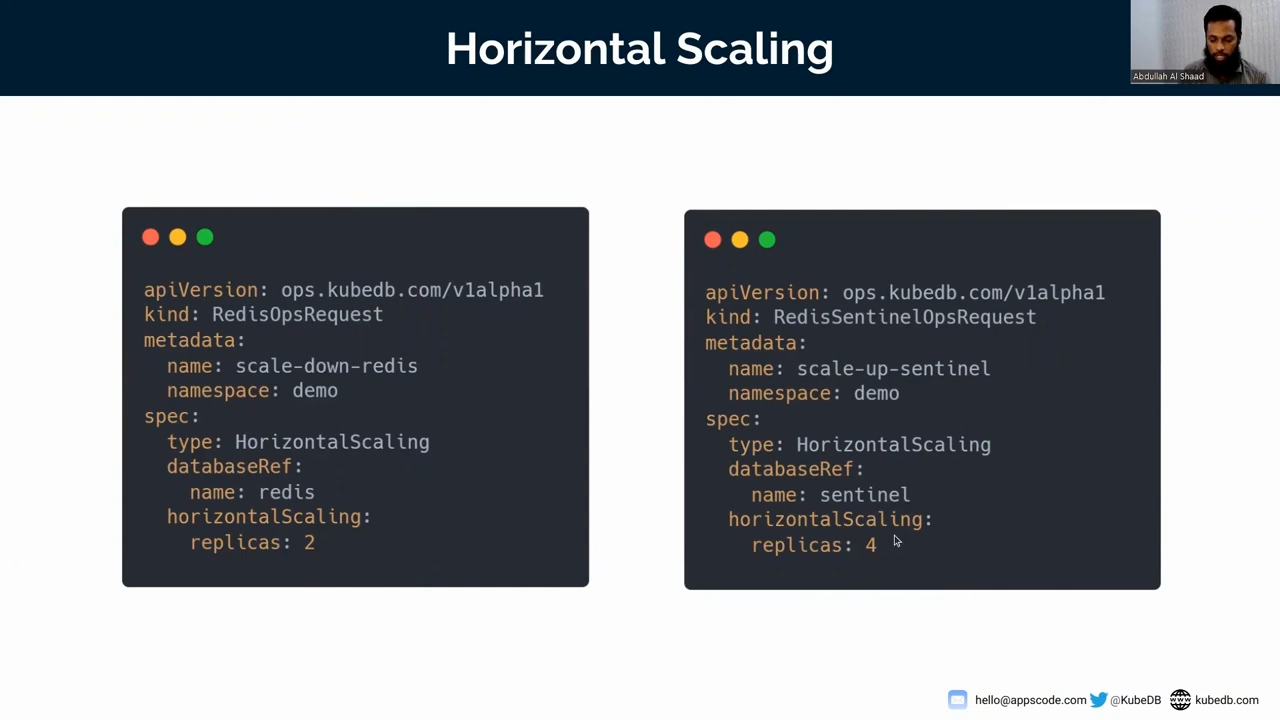 Horizontal Scaling
Abdullah Al Shaad
apiVersion: ops.kubedb.com/v1alpha1
kind: RedisOpsRequest
metadata:
  name: scale-down-redis
  namespace: demo
spec:
  type: HorizontalScaling
  databaseRef:
    name: redis
  horizontalScaling:
    replicas: 2
apiVersion: ops.kubedb.com/v1alpha1
kind: RedisSentinelOpsRequest
metadata:
  name: scale-up-sentinel
  namespace: demo
spec:
  type: HorizontalScaling
  databaseRef:
    name: sentinel
  horizontalScaling:
    replicas: 4
hello@appscode.com @KubeDB kubedb.com